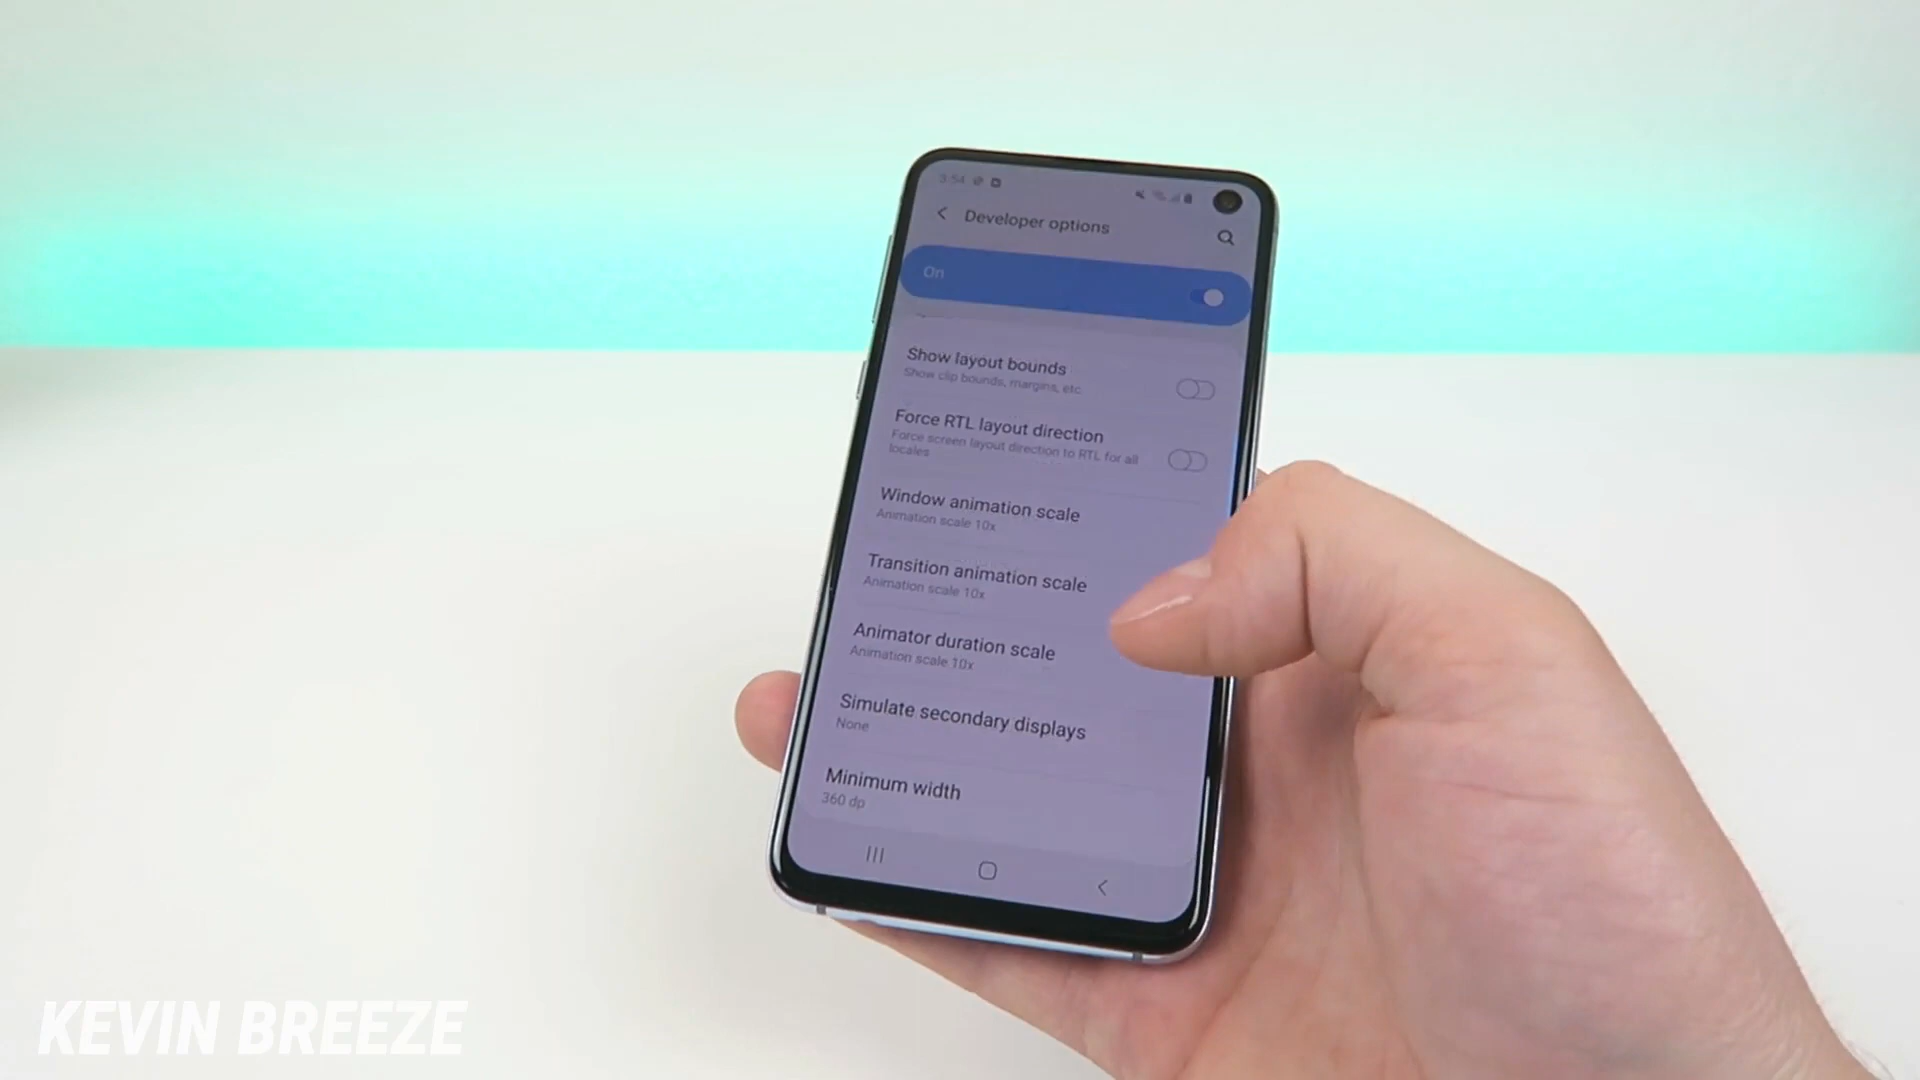 3:54
Developer options
On
Show layout bounds
Show clip bounds, margins, etc.
Force RTL layout direction
Force screen layout direction to RTL for all
locales
Window animation scale
Animation scale 10x
Transition animation scale
Animation scale 10x
Animator duration scale
Animation scale 10x
Simulate secondary displays
None
Minimum width
360 dp
KEVIN BREEZE